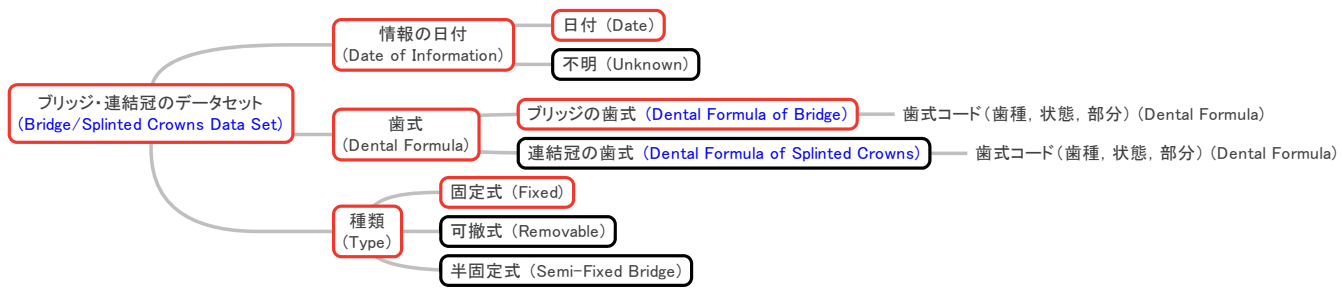 ブリッジ・連結冠のデータセット
(Bridge/Splinted Crowns Data Set)
情報の日付
(Date of Information)
日付 (Date)
不明 (Unknown)
歯式
(Dental Formula)
ブリッジの歯式 (Dental Formula of Bridge)
歯式コード(歯種, 状態, 部分) (Dental Formula)
連結冠の歯式 (Dental Formula of Splinted Crowns)
歯式コード(歯種, 状態, 部分) (Dental Formula)
種類
(Type)
固定式 (Fixed)
可撤式 (Removable)
半固定式 (Semi-Fixed Bridge)